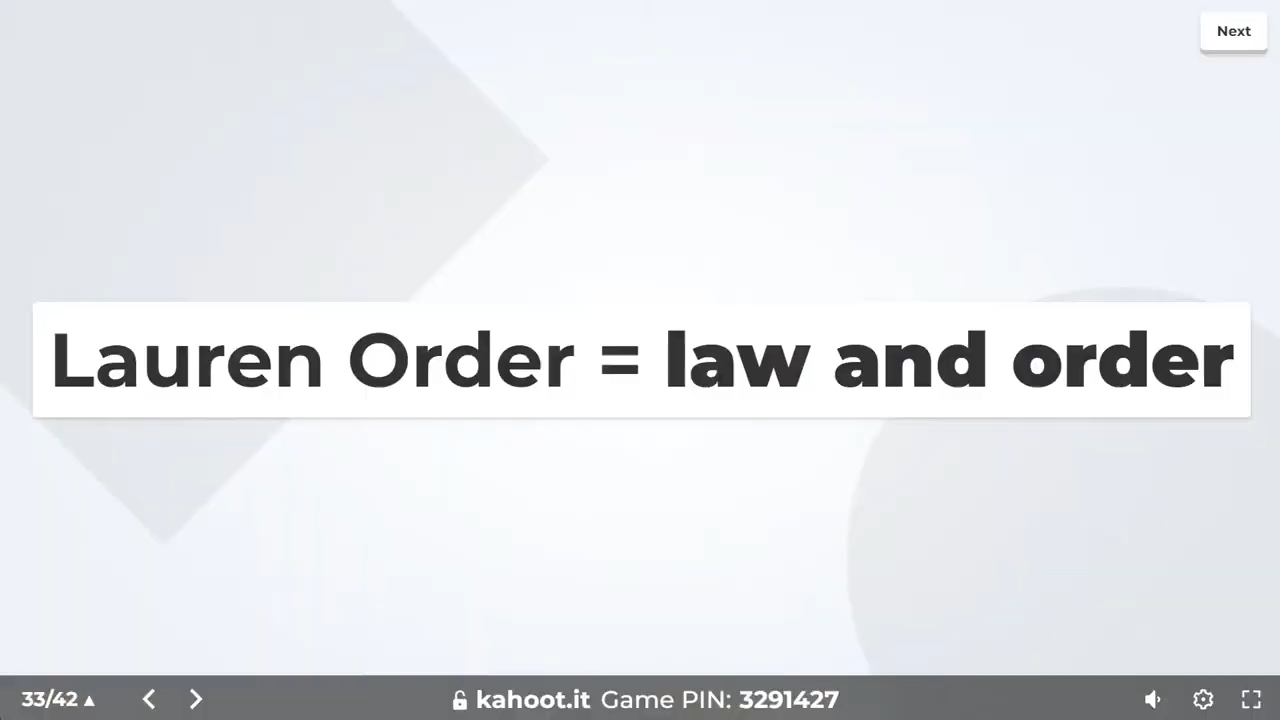 Next
Lauren Order = law and order
33/42 ▲
kahoot.it Game PIN: 3291427